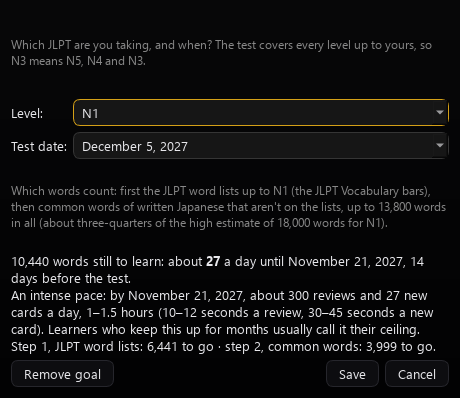 Which JLPT are you taking, and when? The test covers every level up to yours, so
N3 means N5, N4 and N3.
Level: N1
Test date: December 5, 2027
Which words count: first the JLPT word lists up to N1 (the JLPT Vocabulary bars),
then common words of written Japanese that aren't on the lists, up to 13,800 words
in all (about three-quarters of the high estimate of 18,000 words for N1).
10,440 words still to learn: about 27 a day until November 21, 2027, 14
days before the test.
An intense pace: by November 21, 2027, about 300 reviews and 27 new
cards a day, 1–1.5 hours (10–12 seconds a review, 30–45 seconds a new
card). Learners who keep this up for months usually call it their ceiling.
Step 1, JLPT word lists: 6,441 to go · step 2, common words: 3,999 to go.
Remove goal Save Cancel